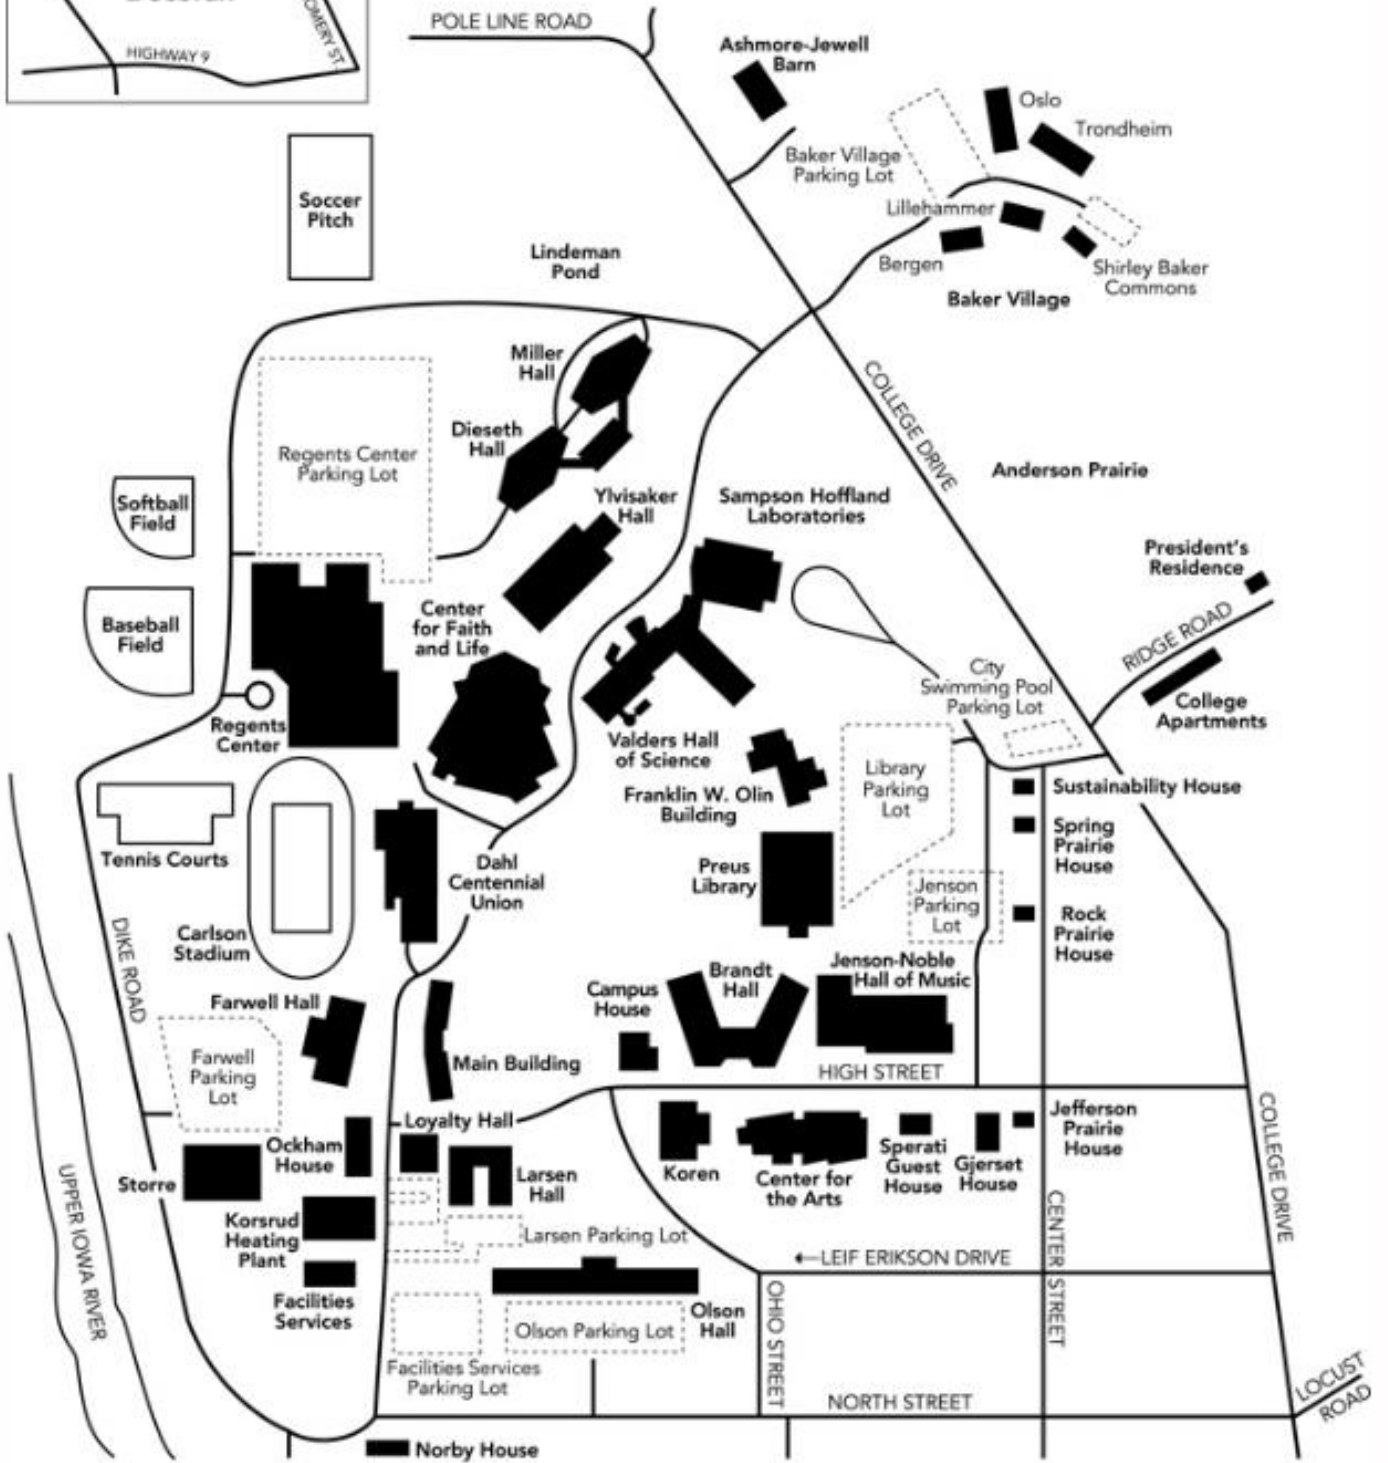 OMERY ST.
HIGHWAY 9
POLE LINE ROAD
Ashmore-Jewell
Barn
Oslo
Trondheim
Baker Village
Parking Lot
Lillehammer
Bergen
Shirley Baker
Commons
Baker Village
Soccer
Pitch
Lindeman
Pond
Miller
Hall
COLLEGE DRIVE
Dieseth
Hall
Regents Center
Parking Lot
Anderson Prairie
Softball
Field
Ylvisaker
Hall
Sampson Hoffland
Laboratories
President's
Residence
RIDGE ROAD
Baseball
Field
Center
for Faith
and Life
City
Swimming Pool
Parking Lot
College
Apartments
Regents
Center
Valders Hall
of Science
Library
Parking
Lot
Franklin W. Olin
Building
Sustainability House
Spring
Prairie
House
Tennis Courts
Dahl
Centennial
Union
Preus
Library
Jenson
Parking
Lot
Rock
Prairie
House
DIKE ROAD
Carlson
Stadium
Jenson-Noble
Hall of Music
Brandt
Hall
Campus
House
Farwell Hall
Farwell
Parking
Lot
Main Building
HIGH STREET
Loyalty Hall
Jefferson
Prairie
House
COLLEGE DRIVE
Ockham
House
Storre
Larsen
Hall
Koren
Center for
the Arts
Sperati
Guest
House
Gjerset
House
UPPER IOWA RIVER
Korsrud
Heating
Plant
Larsen Parking Lot
LEIF ERIKSON DRIVE
CENTER STREET
Facilities
Services
Olson
Hall
Olson Parking Lot
OHIO STREET
Facilities Services
Parking Lot
NORTH STREET
LOCUST
ROAD
Norby House